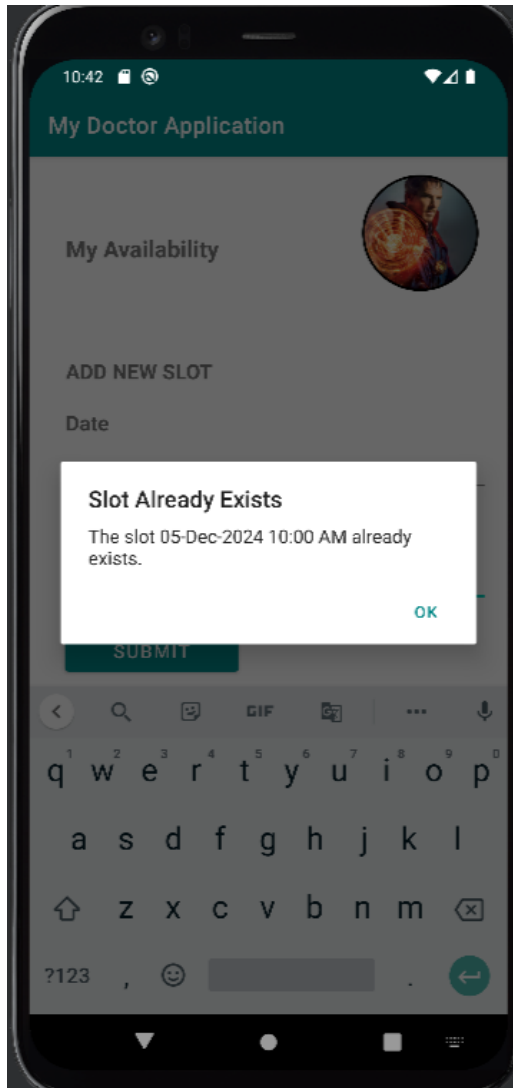 10:42
My Doctor Application
My Availability
ADD NEW SLOT
Date
Slot Already Exists
The slot 05-Dec-2024 10:00 AM already
exists.
OK
SUBMIT
GIF
1 2 3 4 5 6 7 8 9 0
q w e r t y u i o p
a s d f g h j k l
z x c v b n m
?123 , .